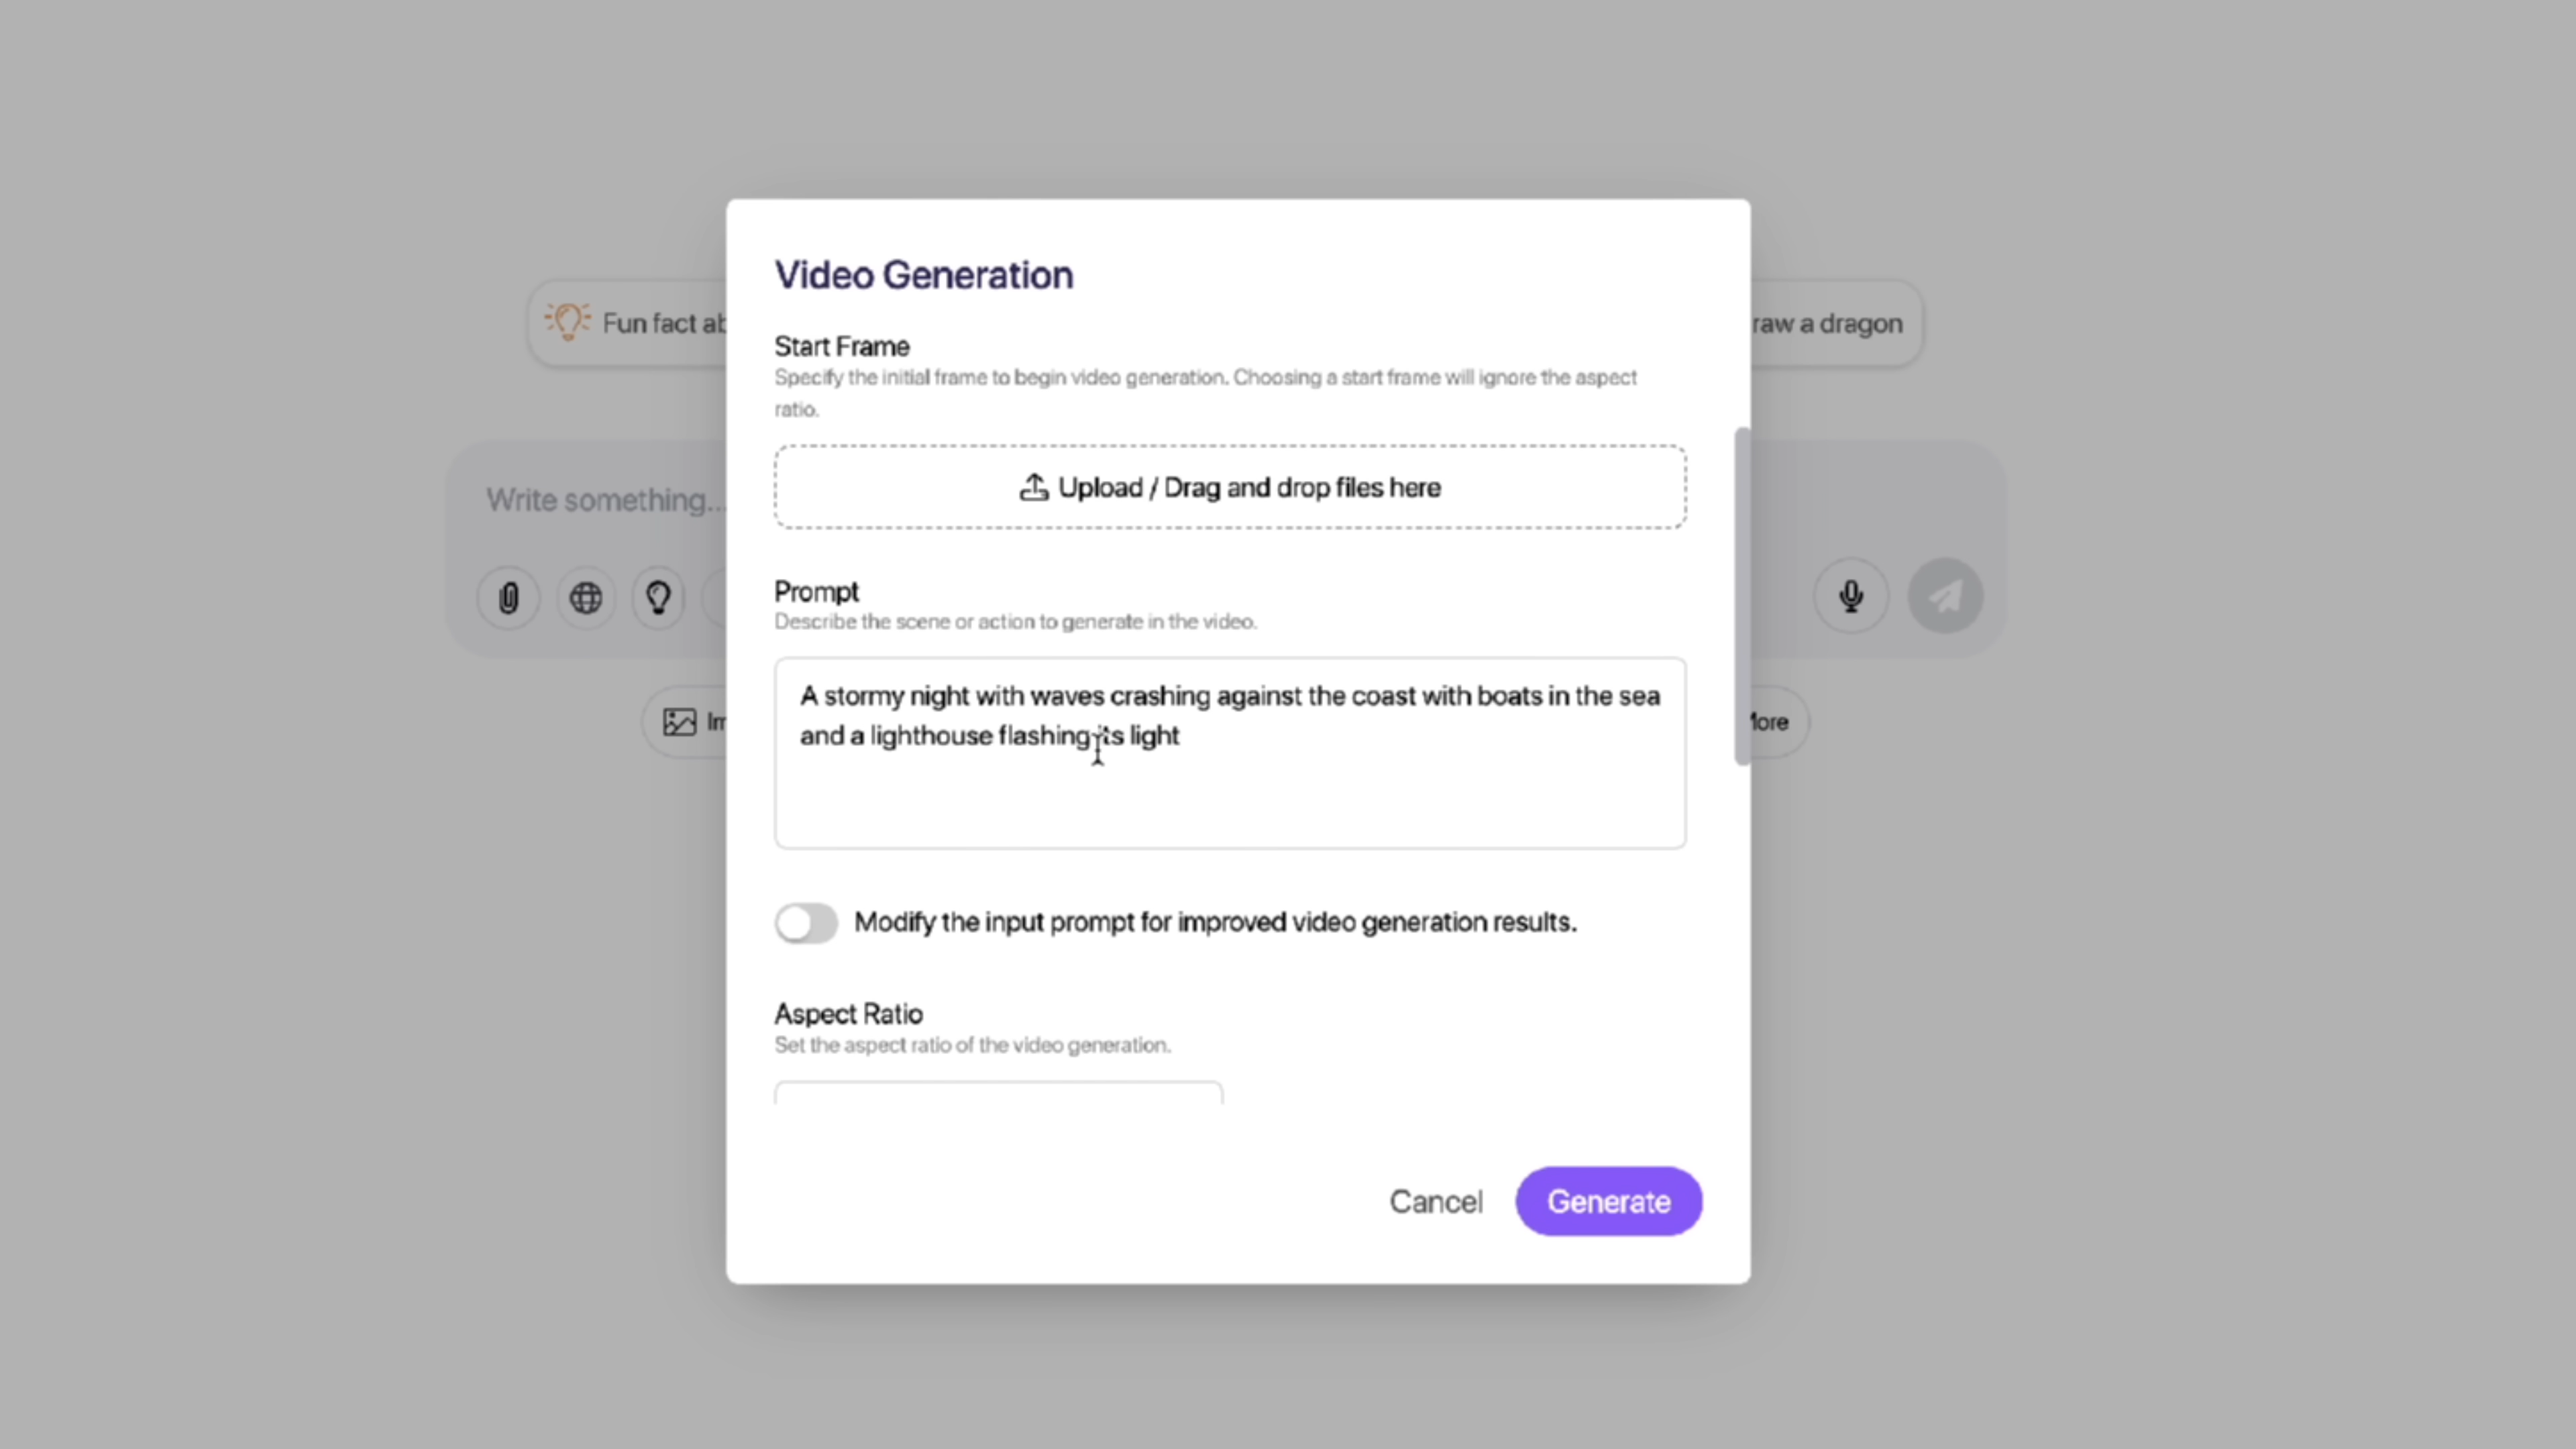 Video Generation
Fun fact ab
raw a dragon
Start Frame
Specify the initial frame to begin video generation. Choosing a start frame will ignore the aspect
ratio.
Write something...
Upload / Drag and drop files here
Prompt
Describe the scene or action to generate in the video.
A stormy night with waves crashing against the coast with boats in the sea
and a lighthouse flashing its light
Modify the input prompt for improved video generation results.
Aspect Ratio
Set the aspect ratio of the video generation.
Cancel
Generate